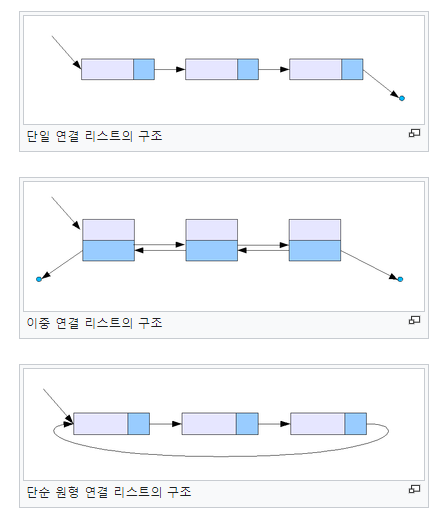 단일 연결 리스트의 구조
이중 연결 리스트의 구조
단순 원형 연결 리스트의 구조